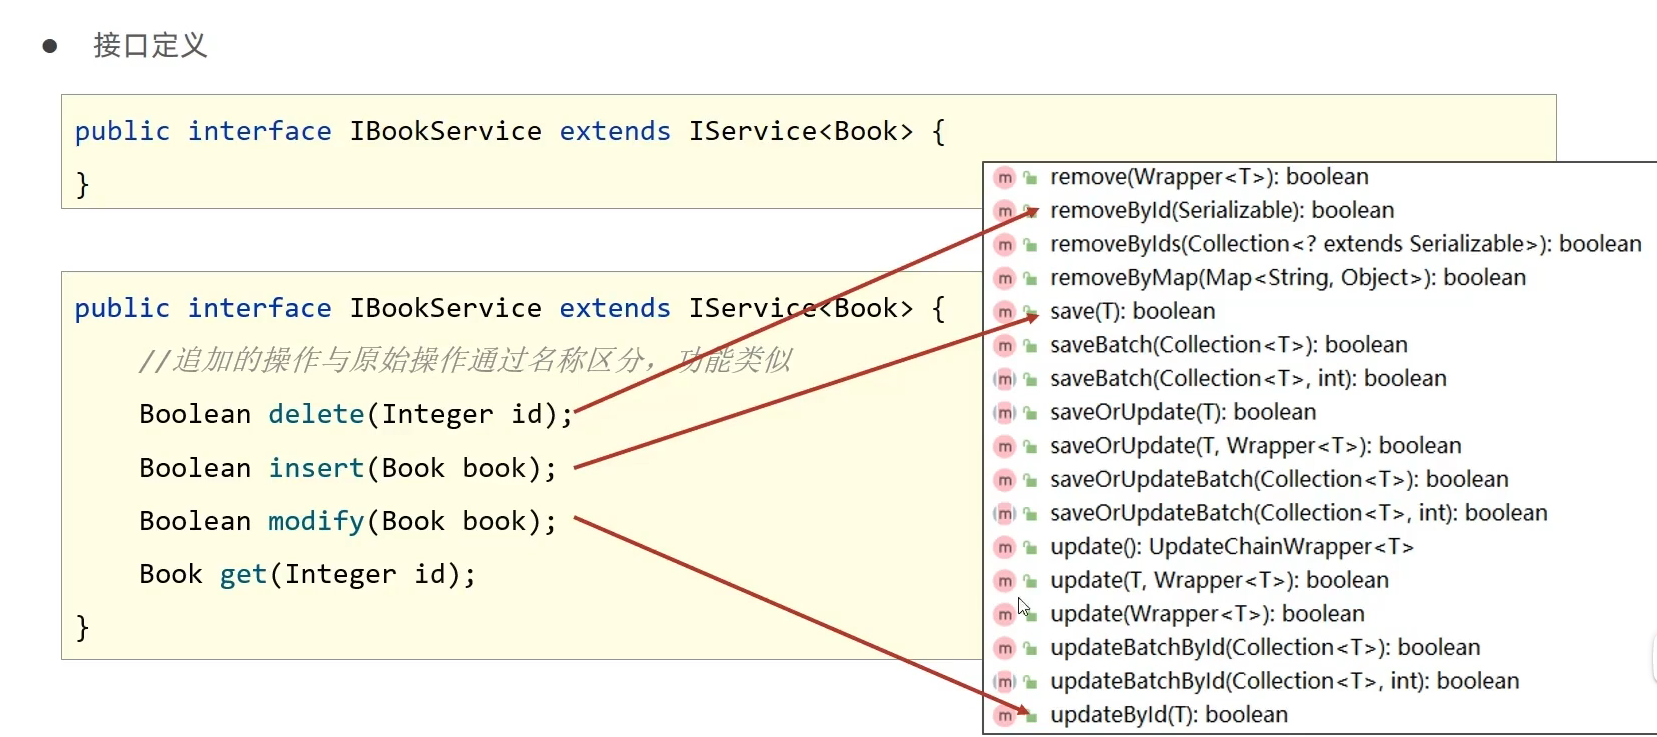 ● 接口定义
public interface IBookService extends IService<Book> {
}
public interface IBookService extends IService<Book> {
//追加的操作与原始操作通过名称区分，功能类似
Boolean delete(Integer id);
Boolean insert(Book book);
Boolean modify(Book book);
Book get(Integer id);
}
m remove(Wrapper<T>): boolean
m removeById(Serializable): boolean
m removeByIds(Collection<? extends Serializable>): boolean
m removeByMap(Map<String, Object>): boolean
m save(T): boolean
m saveBatch(Collection<T>): boolean
(m) saveBatch(Collection<T>, int): boolean
(m) saveOrUpdate(T): boolean
m saveOrUpdate(T, Wrapper<T>): boolean
m saveOrUpdateBatch(Collection<T>): boolean
(m) saveOrUpdateBatch(Collection<T>, int): boolean
m update(): UpdateChainWrapper<T>
m update(T, Wrapper<T>): boolean
m update(Wrapper<T>): boolean
m updateBatchById(Collection<T>): boolean
(m) updateBatchById(Collection<T>, int): boolean
m updateById(T): boolean